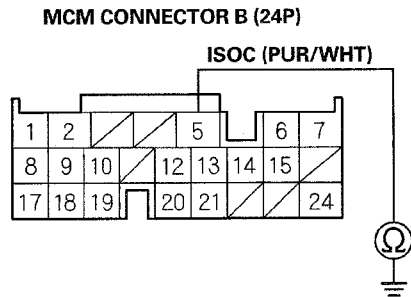 MCM CONNECTOR B (24P)
ISOC (PUR/WHT)
1 2 5 6 7
8 9 10 12 13 14 15
17 18 19 20 21 24
Ω